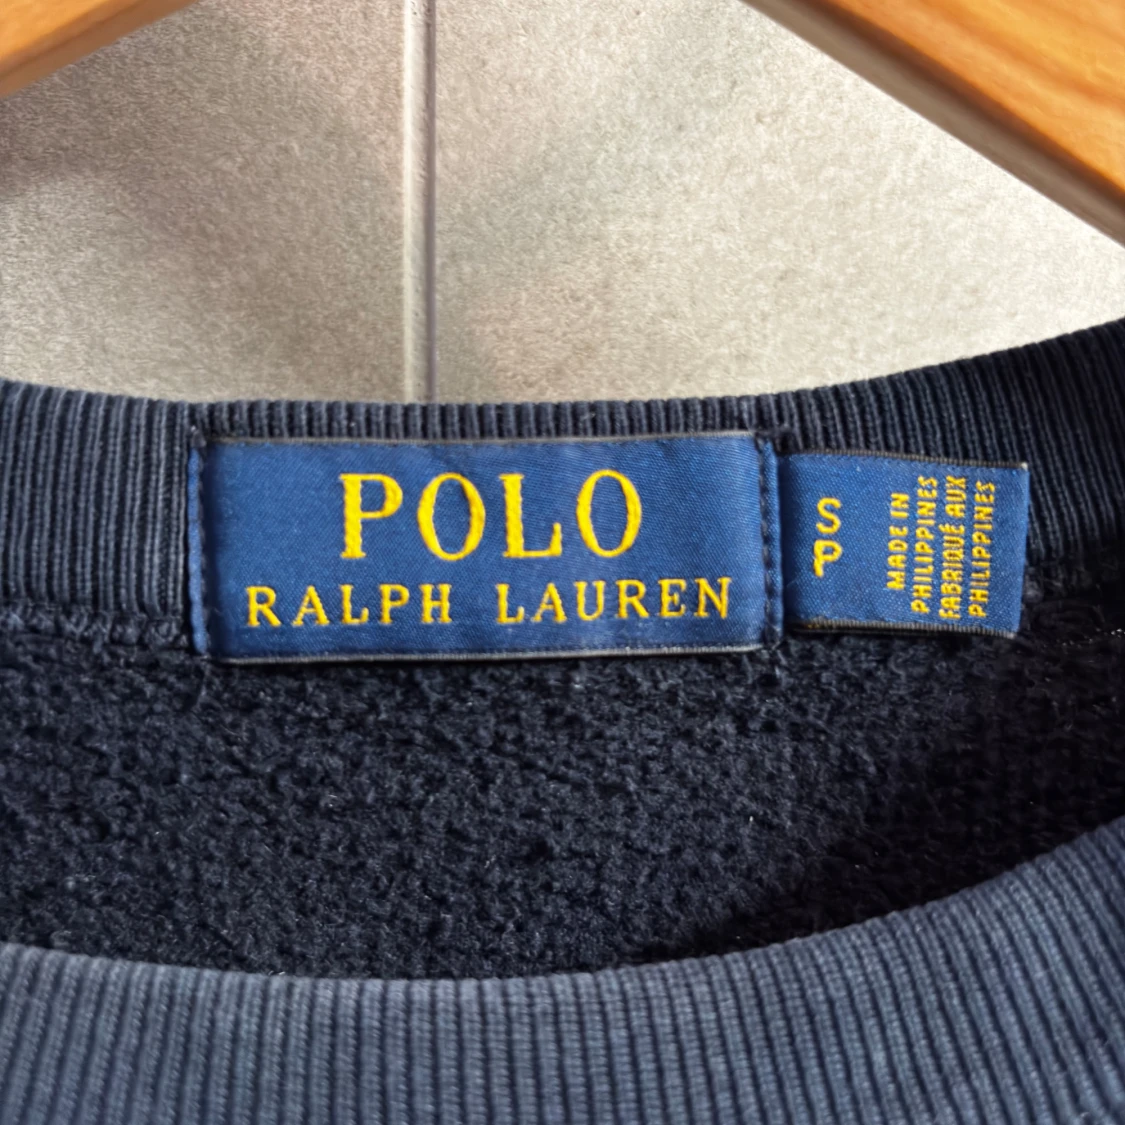 POLO
RALPH LAUREN
S
P
MADE IN
PHILIPPINES
FABRIQUÉ AUX
PHILIPPINES